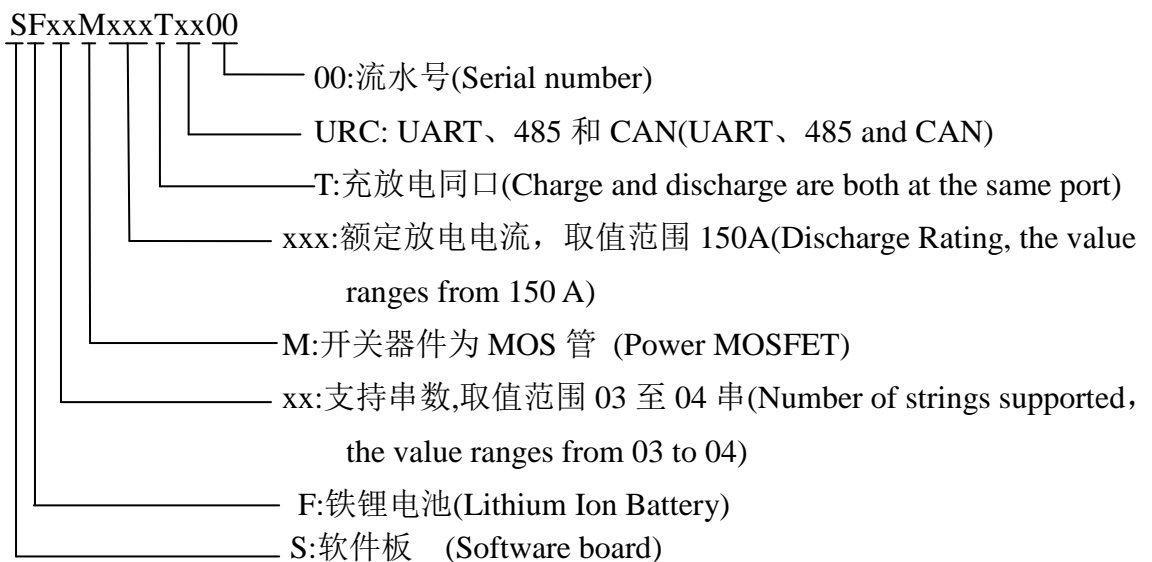 SFxxMxxxTxx00
00:流水号(Serial number)
URC: UART、485 和 CAN(UART、485 and CAN)
T:充放电同口(Charge and discharge are both at the same port)
xxx:额定放电电流，取值范围 150A(Discharge Rating, the value
ranges from 150 A)
M:开关器件为 MOS 管 (Power MOSFET)
xx:支持串数,取值范围 03 至 04 串(Number of strings supported，
the value ranges from 03 to 04)
F:铁锂电池(Lithium Ion Battery)
S:软件板 (Software board)